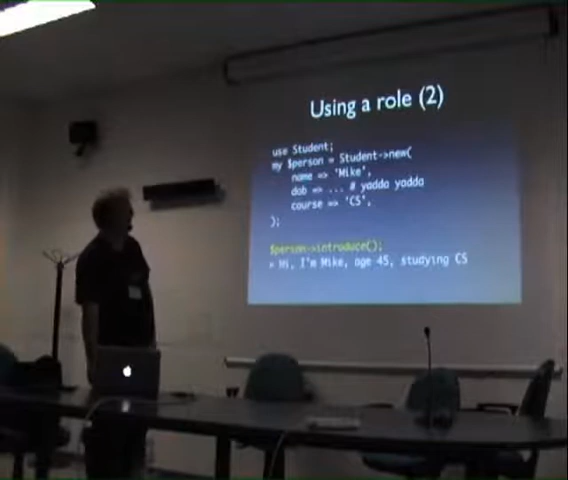 Using a role (2)
use Student;
my $person = Student->new(
name => 'Mike',
dob => ... # yadda yadda
course => 'CS',
);
$person->introduce();
> Hi, I'm Mike, age 45, studying CS